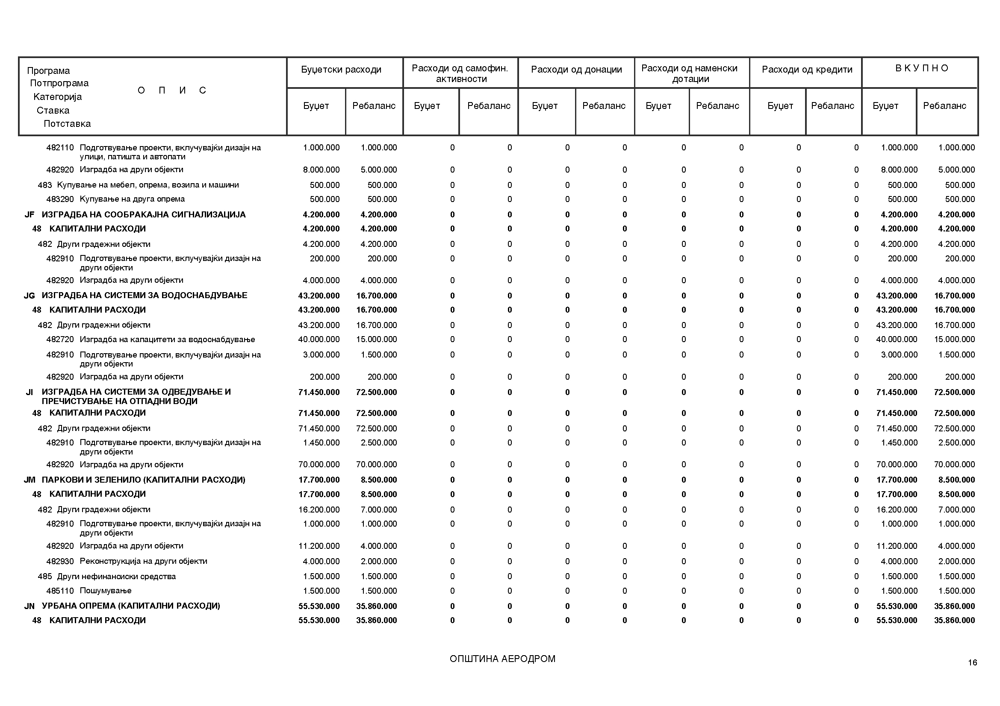 Програма
Потпрограма
Категорија
Ставка
Потставка
О П И С
Буџетски расходи
Расходи од самофин.
активности
Расходи од донации
Расходи од наменски
дотации
Расходи од кредити
В К У П Н О
Буџет Ребаланс Буџет Ребаланс Буџет Ребаланс Буџет Ребаланс Буџет Ребаланс Буџет Ребаланс
482110 Подготвување проекти, вклучувајќи дизајн на 1.000.000 1.000.000 0 0 0 0 0 0 0 0 1.000.000 1.000.000
улици, патишта и автопати
482920 Изградба на други објекти 8.000.000 5.000.000 0 0 0 0 0 0 0 0 8.000.000 5.000.000
483 Купување на мебел, опрема, возила и машини 500.000 500.000 0 0 0 0 0 0 0 0 500.000 500.000
483290 Купување на друга опрема 500.000 500.000 0 0 0 0 0 0 0 0 500.000 500.000
JF ИЗГРАДБА НА СООБРАКАЈНА СИГНАЛИЗАЦИЈА 4.200.000 4.200.000 0 0 0 0 0 0 0 0 4.200.000 4.200.000
48 КАПИТАЛНИ РАСХОДИ 4.200.000 4.200.000 0 0 0 0 0 0 0 0 4.200.000 4.200.000
482 Други градежни објекти 4.200.000 4.200.000 0 0 0 0 0 0 0 0 4.200.000 4.200.000
482910 Подготвување проекти, вклучувајќи дизајн на 200.000 200.000 0 0 0 0 0 0 0 0 200.000 200.000
други објекти
482920 Изградба на други објекти 4.000.000 4.000.000 0 0 0 0 0 0 0 0 4.000.000 4.000.000
JG ИЗГРАДБА НА СИСТЕМИ ЗА ВОДОСНАБДУВАЊЕ 43.200.000 16.700.000 0 0 0 0 0 0 0 0 43.200.000 16.700.000
48 КАПИТАЛНИ РАСХОДИ 43.200.000 16.700.000 0 0 0 0 0 0 0 0 43.200.000 16.700.000
482 Други градежни објекти 43.200.000 16.700.000 0 0 0 0 0 0 0 0 43.200.000 16.700.000
482720 Изградба на капацитети за водоснабдување 40.000.000 15.000.000 0 0 0 0 0 0 0 0 40.000.000 15.000.000
482910 Подготвување проекти, вклучувајќи дизајн на 3.000.000 1.500.000 0 0 0 0 0 0 0 0 3.000.000 1.500.000
други објекти
482920 Изградба на други објекти 200.000 200.000 0 0 0 0 0 0 0 0 200.000 200.000
JI ИЗГРАДБА НА СИСТЕМИ ЗА ОДВЕДУВАЊЕ И 71.450.000 72.500.000 0 0 0 0 0 0 0 0 71.450.000 72.500.000
ПРЕЧИСТУВАЊЕ НА ОТПАДНИ ВОДИ
48 КАПИТАЛНИ РАСХОДИ 71.450.000 72.500.000 0 0 0 0 0 0 0 0 71.450.000 72.500.000
482 Други градежни објекти 71.450.000 72.500.000 0 0 0 0 0 0 0 0 71.450.000 72.500.000
482910 Подготвување проекти, вклучувајќи дизајн на 1.450.000 2.500.000 0 0 0 0 0 0 0 0 1.450.000 2.500.000
други објекти
482920 Изградба на други објекти 70.000.000 70.000.000 0 0 0 0 0 0 0 0 70.000.000 70.000.000
JM ПАРКОВИ И ЗЕЛЕНИЛО (КАПИТАЛНИ РАСХОДИ) 17.700.000 8.500.000 0 0 0 0 0 0 0 0 17.700.000 8.500.000
48 КАПИТАЛНИ РАСХОДИ 17.700.000 8.500.000 0 0 0 0 0 0 0 0 17.700.000 8.500.000
482 Други градежни објекти 16.200.000 7.000.000 0 0 0 0 0 0 0 0 16.200.000 7.000.000
482910 Подготвување проекти, вклучувајќи дизајн на 1.000.000 1.000.000 0 0 0 0 0 0 0 0 1.000.000 1.000.000
други објекти
482920 Изградба на други објекти 11.200.000 4.000.000 0 0 0 0 0 0 0 0 11.200.000 4.000.000
482930 Реконструкција на други објекти 4.000.000 2.000.000 0 0 0 0 0 0 0 0 4.000.000 2.000.000
485 Други нефинансиски средства 1.500.000 1.500.000 0 0 0 0 0 0 0 0 1.500.000 1.500.000
485110 Пошумување 1.500.000 1.500.000 0 0 0 0 0 0 0 0 1.500.000 1.500.000
JN УРБАНА ОПРЕМА (КАПИТАЛНИ РАСХОДИ) 55.530.000 35.860.000 0 0 0 0 0 0 0 0 55.530.000 35.860.000
48 КАПИТАЛНИ РАСХОДИ 55.530.000 35.860.000 0 0 0 0 0 0 0 0 55.530.000 35.860.000
ОПШТИНА АЕРОДРОМ
16